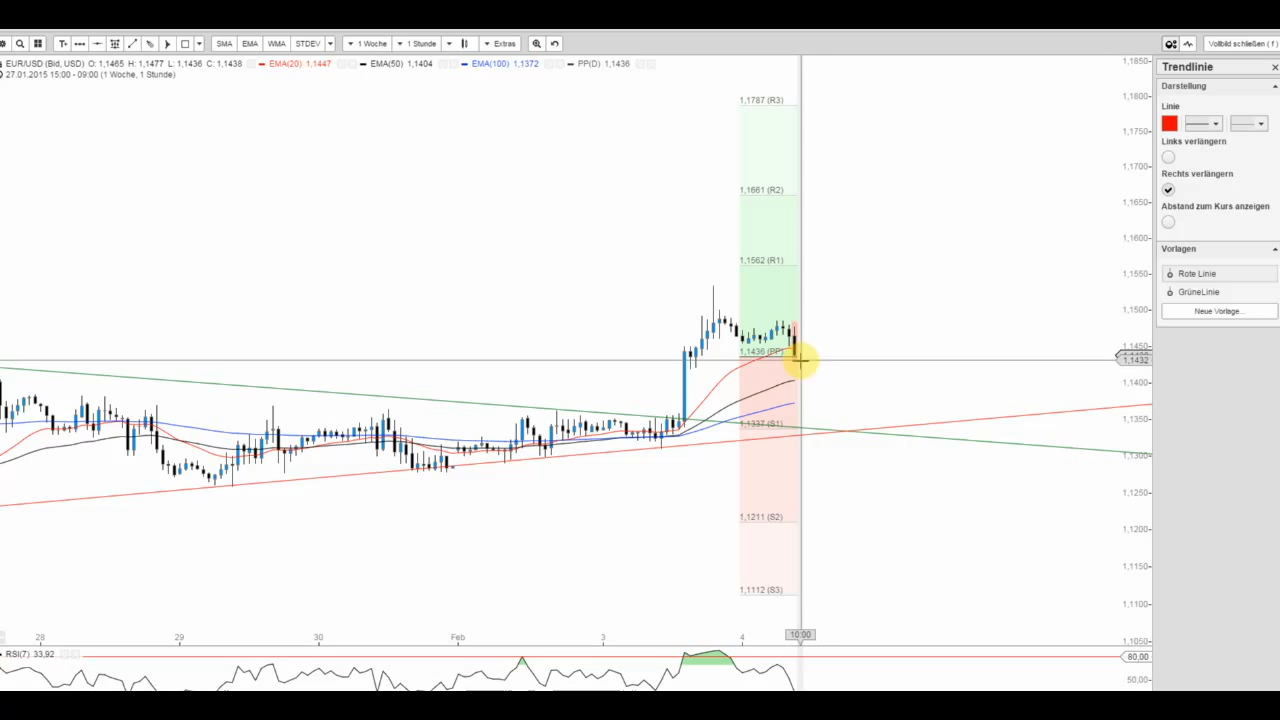 SMA EMA WMA STDEV 1 Woche 1 Stunde Extras Vollbild schließen ( f )
EUR/USD (Bid, USD) O: 1,1465 H: 1,1477 L: 1,1436 C: 1,1438 EMA(20) 1,1447 EMA(50) 1,1404 EMA(100) 1,1372 PP(D) 1,1436
27.01.2015 15:00 - 09:00 (1 Woche, 1 Stunde)
Trendlinie
Darstellung
Linie
Links verlängern
Rechts verlängern
Abstand zum Kurs anzeigen
Vorlagen
Rote Linie
GrüneLinie
Neue Vorlage...
1,1787 (R3)
1,1661 (R2)
1,1562 (R1)
1,1436 (PP)
1,1337 (S1)
1,1211 (S2)
1,1112 (S3)
1,1850
1,1800
1,1750
1,1700
1,1650
1,1600
1,1550
1,1500
1,1450
1,1432
1,1400
1,1350
1,1300
1,1250
1,1200
1,1150
1,1100
1,1050
28 29 30 Feb 3 4 10:00
RSI(7) 33,92
80,00
50,00